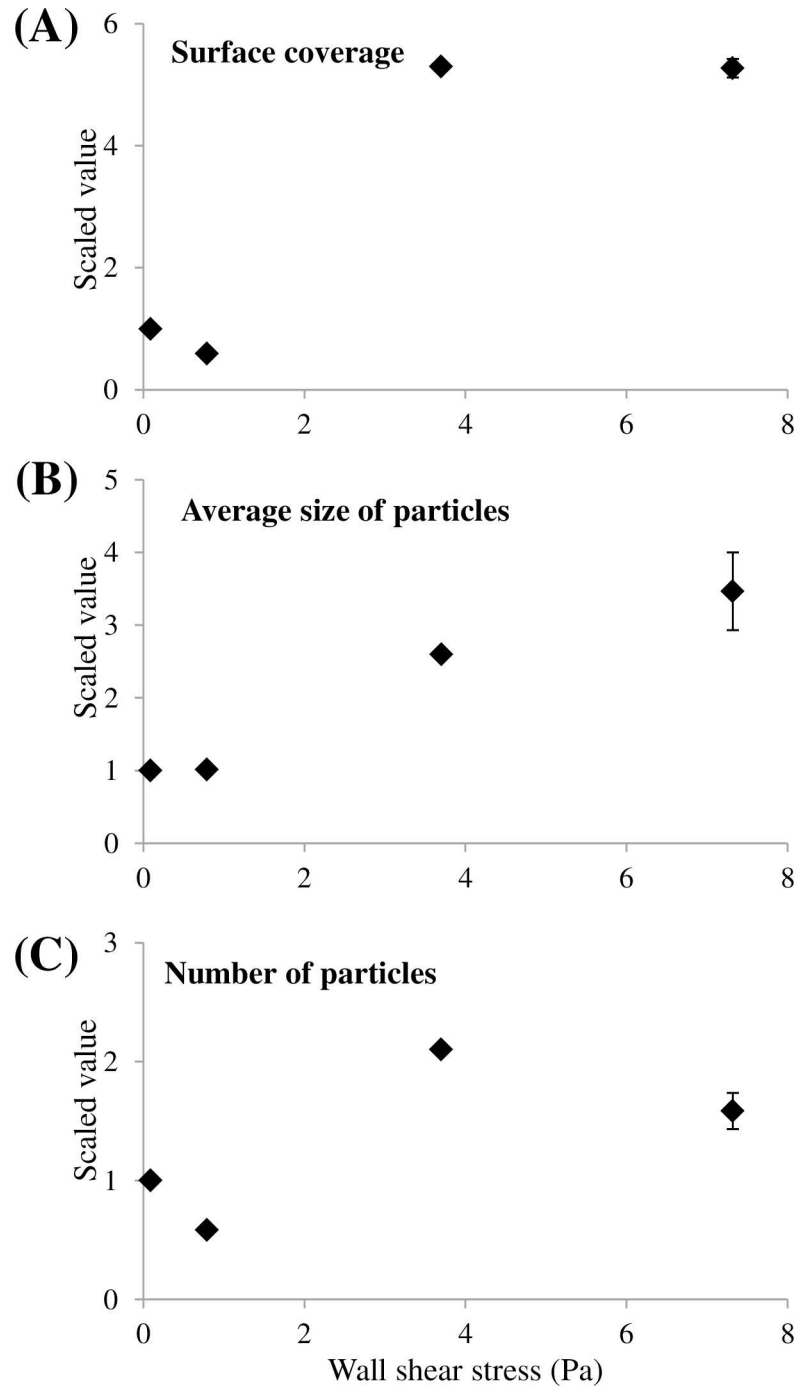 (A)
Surface coverage
Scaled value
6
4
2
0
0 2 4 6 8
(B)
Average size of particles
Scaled value
5
4
3
2
1
0
0 2 4 6 8
(C)
Number of particles
Scaled value
3
2
1
0
0 2 4 6 8
Wall shear stress (Pa)